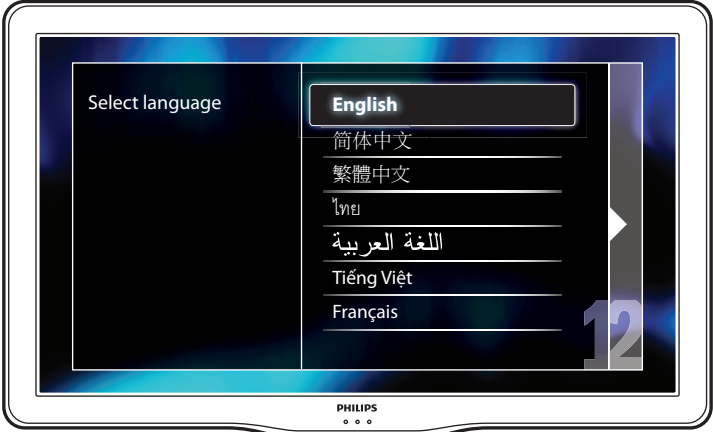 Select language
English
简体中文
繁體中文
ไทย
اللغة العربية
Tiếng Việt
Français
12
PHILIPS